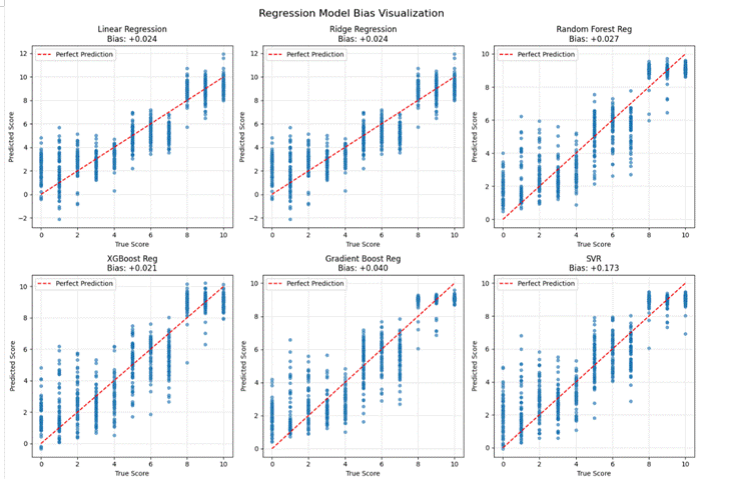 Regression Model Bias Visualization
Linear Regression
Bias: +0.024
Perfect Prediction
Predicted Score
12
10
8
6
4
2
0
−2
0 2 4 6 8 10
True Score
Ridge Regression
Bias: +0.024
Perfect Prediction
Predicted Score
12
10
8
6
4
2
0
−2
0 2 4 6 8 10
True Score
Random Forest Reg
Bias: +0.027
Perfect Prediction
Predicted Score
10
8
6
4
2
0
0 2 4 6 8 10
True Score
XGBoost Reg
Bias: +0.021
Perfect Prediction
Predicted Score
10
8
6
4
2
0
0 2 4 6 8 10
True Score
Gradient Boost Reg
Bias: +0.040
Perfect Prediction
Predicted Score
10
8
6
4
2
0
0 2 4 6 8 10
True Score
SVR
Bias: +0.173
Perfect Prediction
Predicted Score
10
8
6
4
2
0
0 2 4 6 8 10
True Score